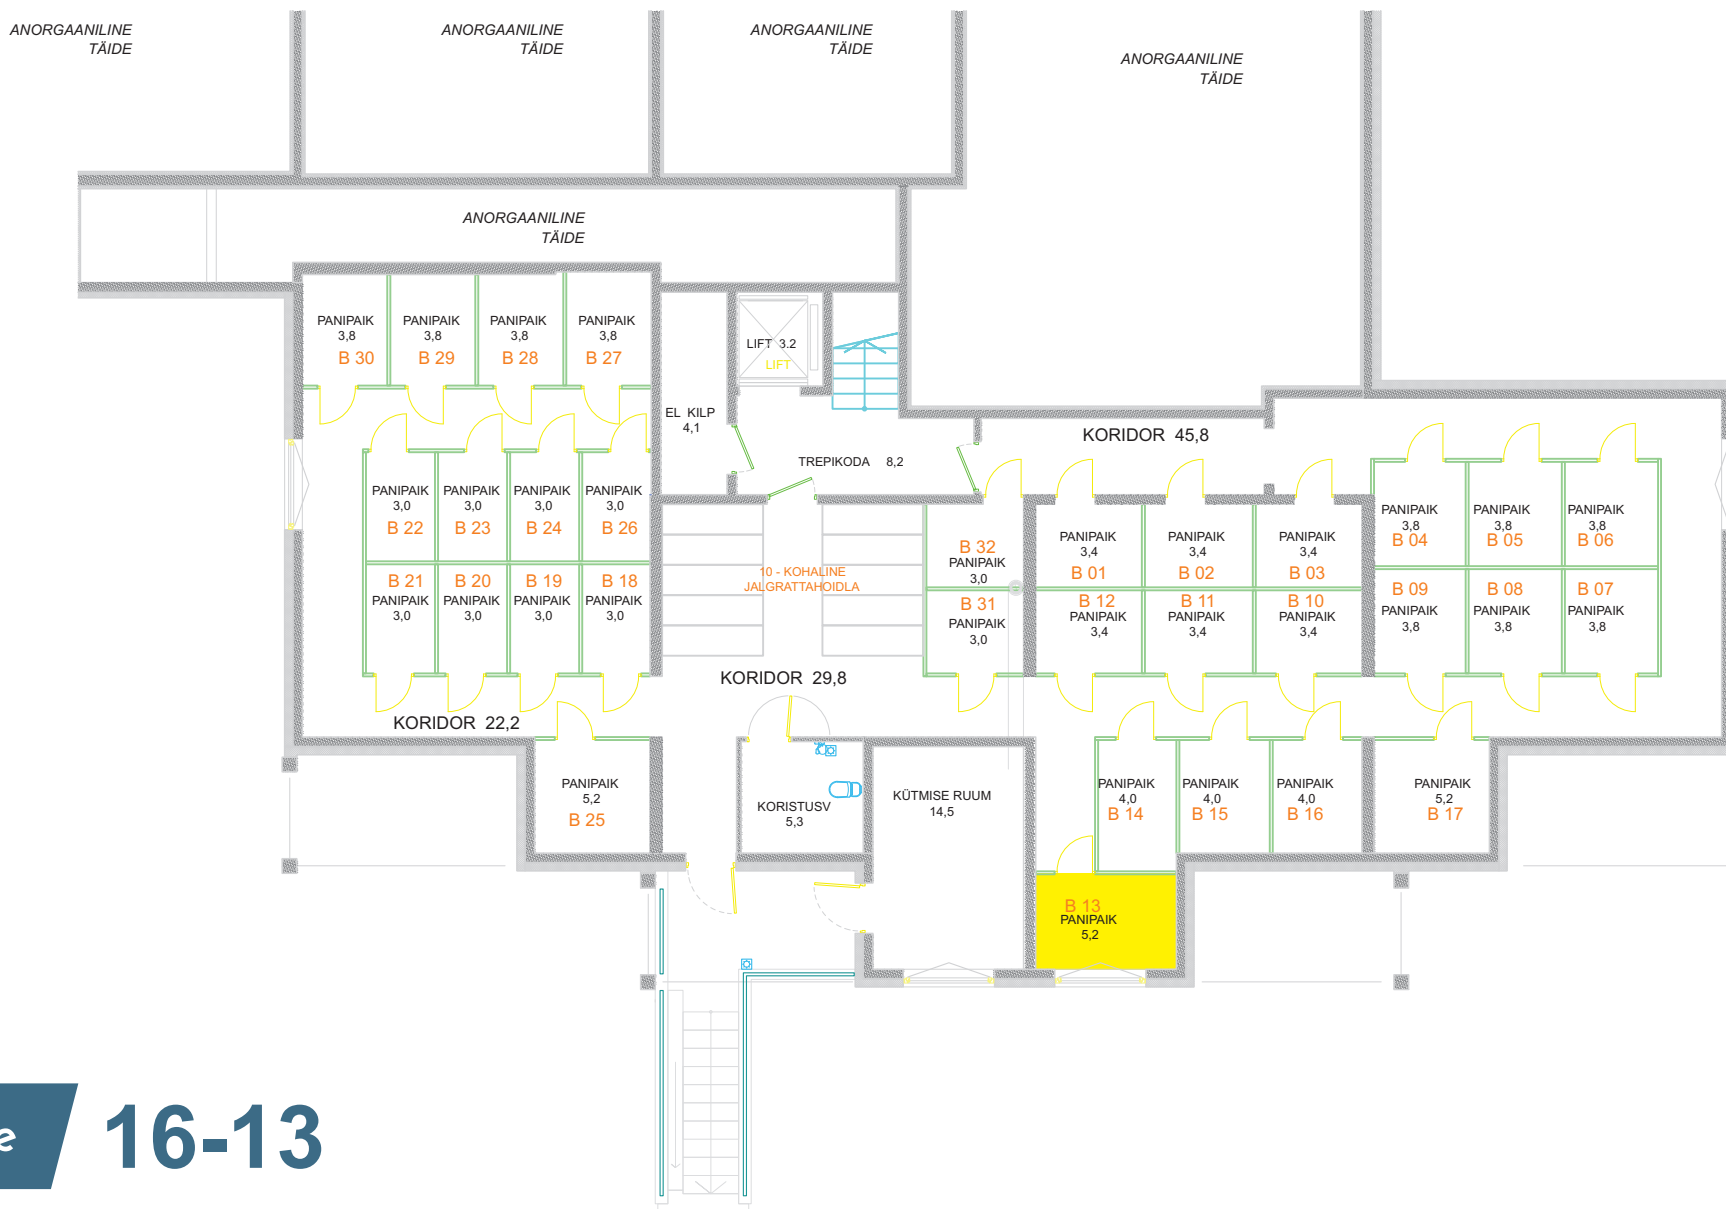 ANORGAANILINE
TÄIDE
ANORGAANILINE
TÄIDE
ANORGAANILINE
TÄIDE
ANORGAANILINE
TÄIDE
ANORGAANILINE
TÄIDE
PANIPAIK
3,8
B 30
PANIPAIK
3,8
B 29
PANIPAIK
3,8
B 28
PANIPAIK
3,8
B 27
LIFT 3.2
LIFT
EL KILP
4,1
TREPIKODA 8,2
KORIDOR 45,8
PANIPAIK
3,0
B 22
PANIPAIK
3,0
B 23
PANIPAIK
3,0
B 24
PANIPAIK
3,0
B 26
B 21
PANIPAIK
3,0
B 20
PANIPAIK
3,0
B 19
PANIPAIK
3,0
B 18
PANIPAIK
3,0
10 - KOHALINE
JALGRATTAHOIDLA
B 32
PANIPAIK
3,0
B 31
PANIPAIK
3,0
PANIPAIK
3,4
B 01
PANIPAIK
3,4
B 02
PANIPAIK
3,4
B 03
B 12
PANIPAIK
3,4
B 11
PANIPAIK
3,4
B 10
PANIPAIK
3,4
PANIPAIK
3,8
B 04
PANIPAIK
3,8
B 05
PANIPAIK
3,8
B 06
B 09
PANIPAIK
3,8
B 08
PANIPAIK
3,8
B 07
PANIPAIK
3,8
KORIDOR 29,8
KORIDOR 22,2
PANIPAIK
5,2
B 25
KORISTUSV
5,3
KÜTMISE RUUM
14,5
PANIPAIK
4,0
B 14
PANIPAIK
4,0
B 15
PANIPAIK
4,0
B 16
PANIPAIK
5,2
B 17
B 13
PANIPAIK
5,2
e
16-13